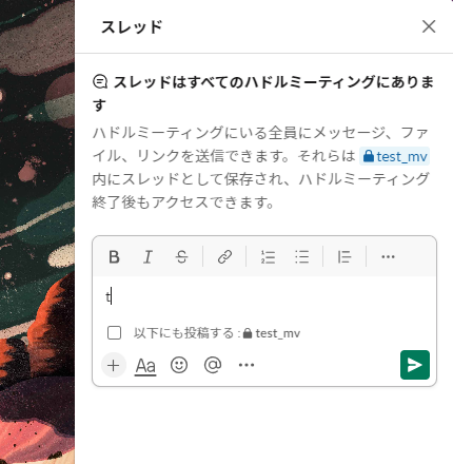 スレッド
スレッドはすべてのハドルミーティングにありま
す
ハドルミーティングにいる全員にメッセージ、ファ
イル、リンクを送信できます。それらは test_mv
内にスレッドとして保存され、ハドルミーティング
終了後もアクセスできます。
B I S
t
以下にも投稿する : test_mv
Aa @